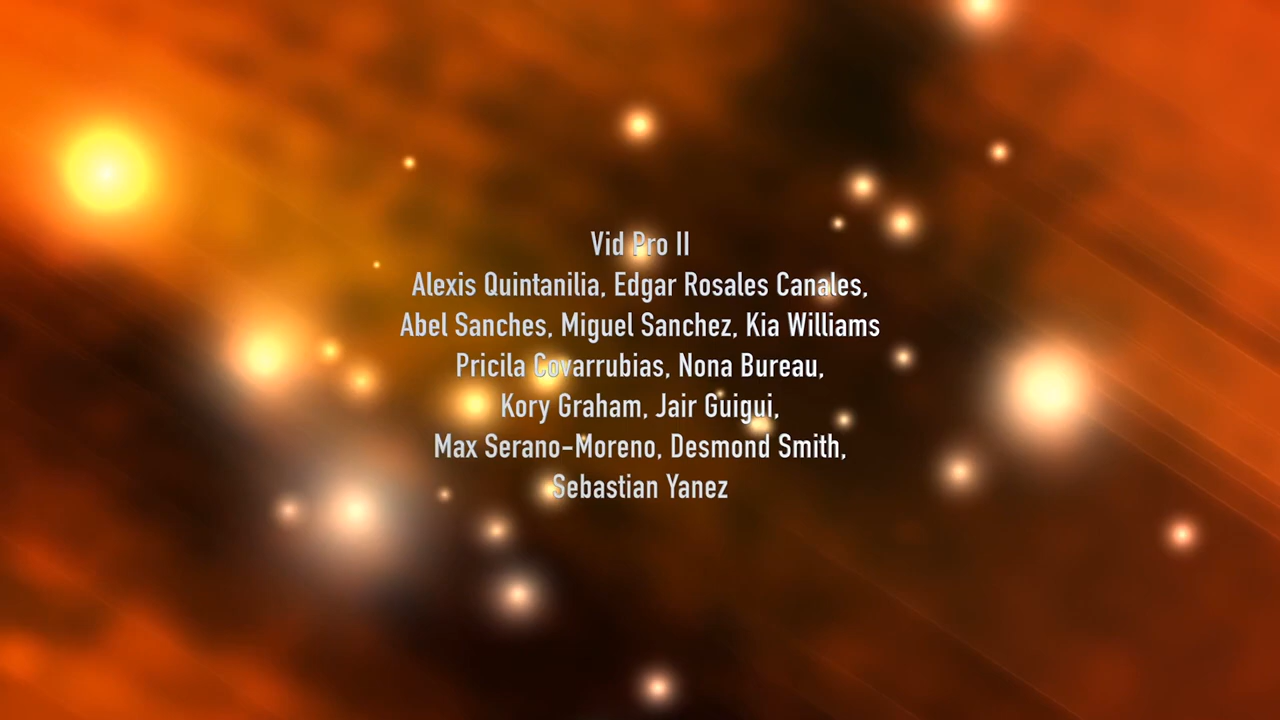 Vid Pro II
Alexis Quintanilia, Edgar Rosales Canales,
Abel Sanches, Miguel Sanchez, Kia Williams
Pricila Covarrubias, Nona Bureau,
Kory Graham, Jair Guigui,
Max Serano-Moreno, Desmond Smith,
Sebastian Yanez